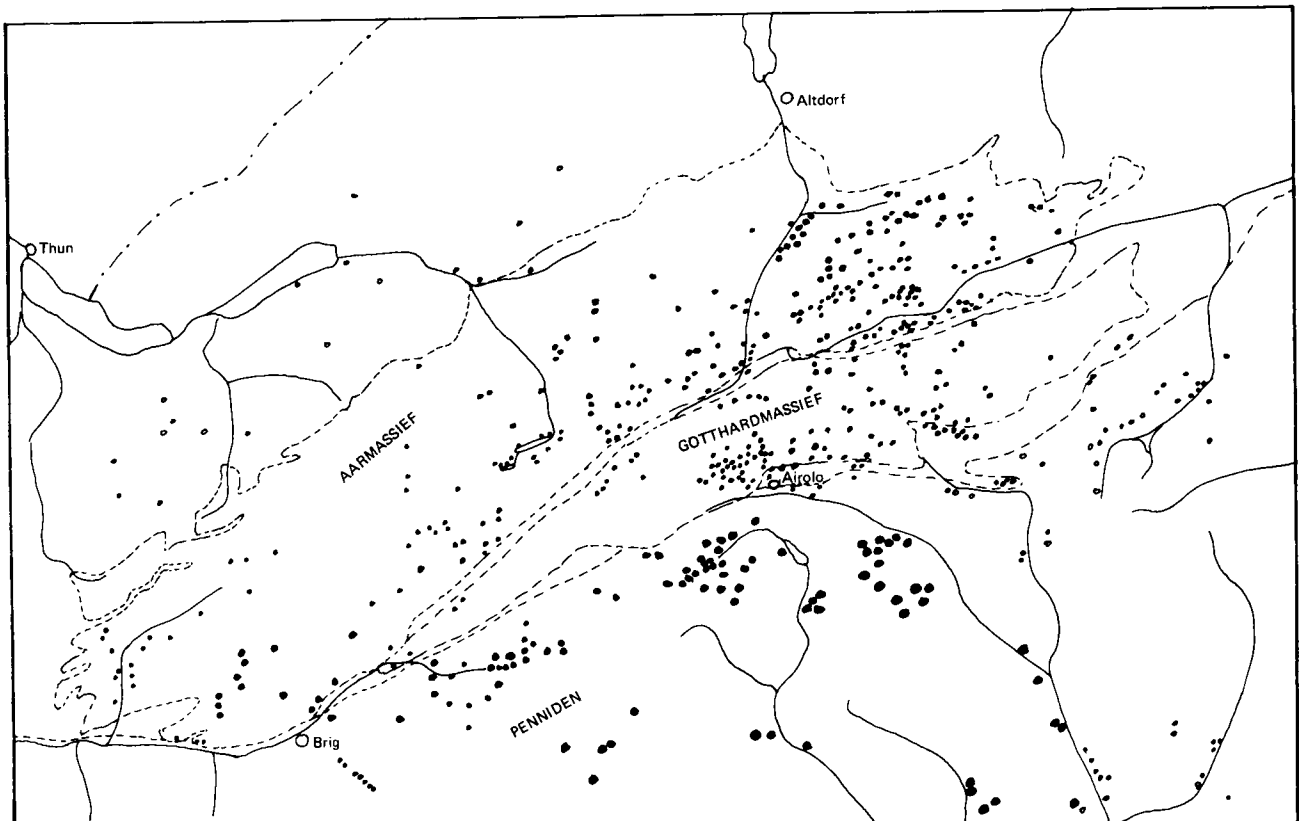 Altdorf
Thun
AARMASSIEF
GOTTHARDMASSIEF
Airolo
PENNIDEN
Brig